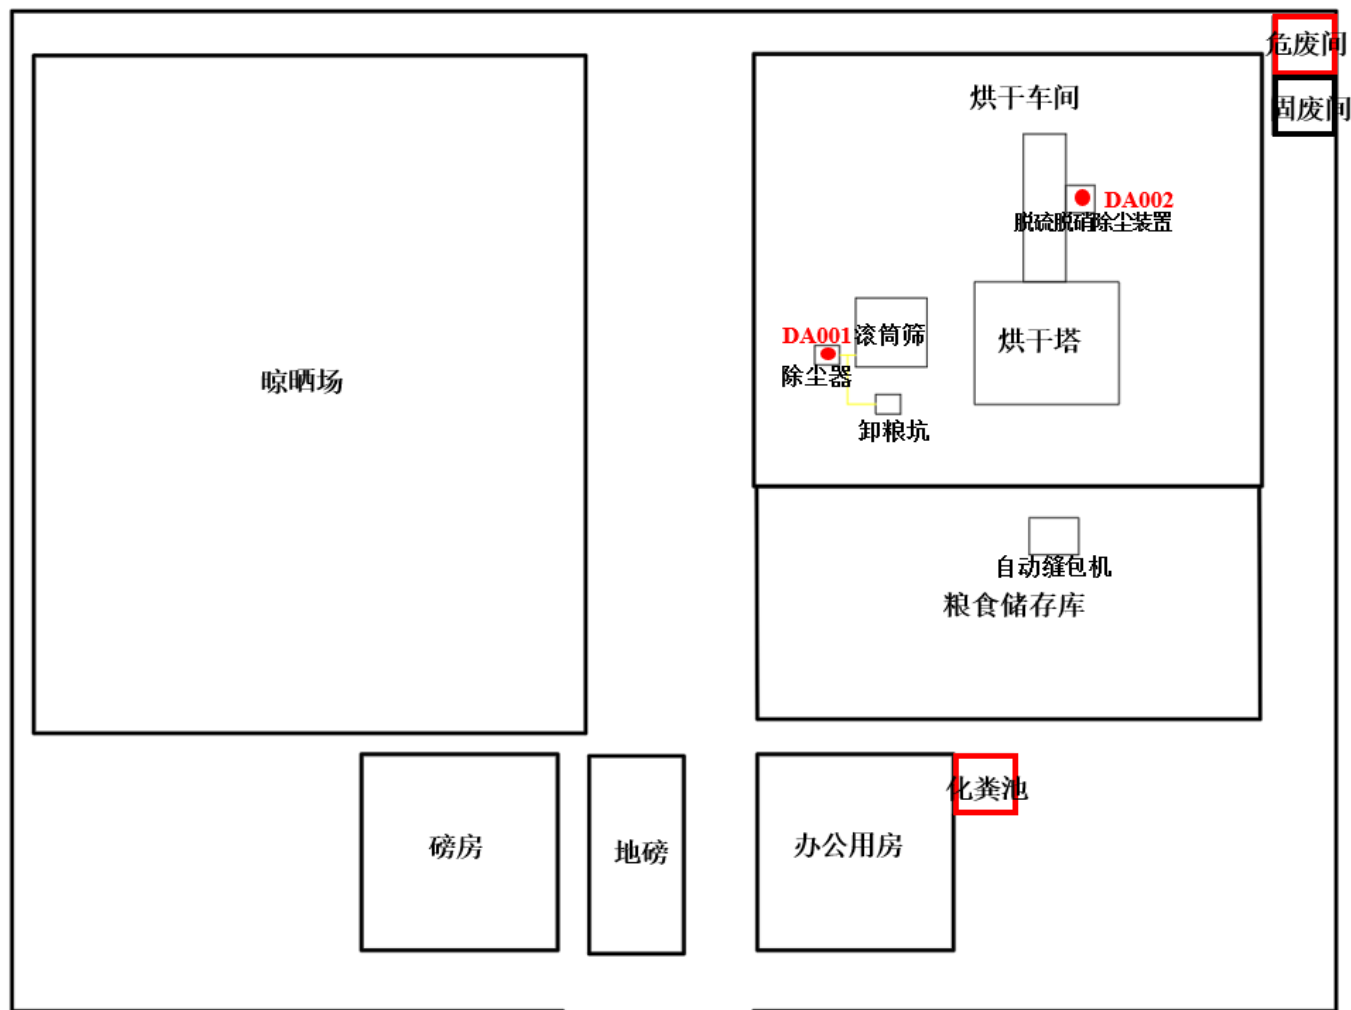 危废间
固废间
烘干车间
DA002
脱硫脱硝除尘装置
DA001
滚筒筛
烘干塔
除尘器
卸粮坑
晾晒场
自动缝包机
粮食储存库
化粪池
磅房
地磅
办公用房